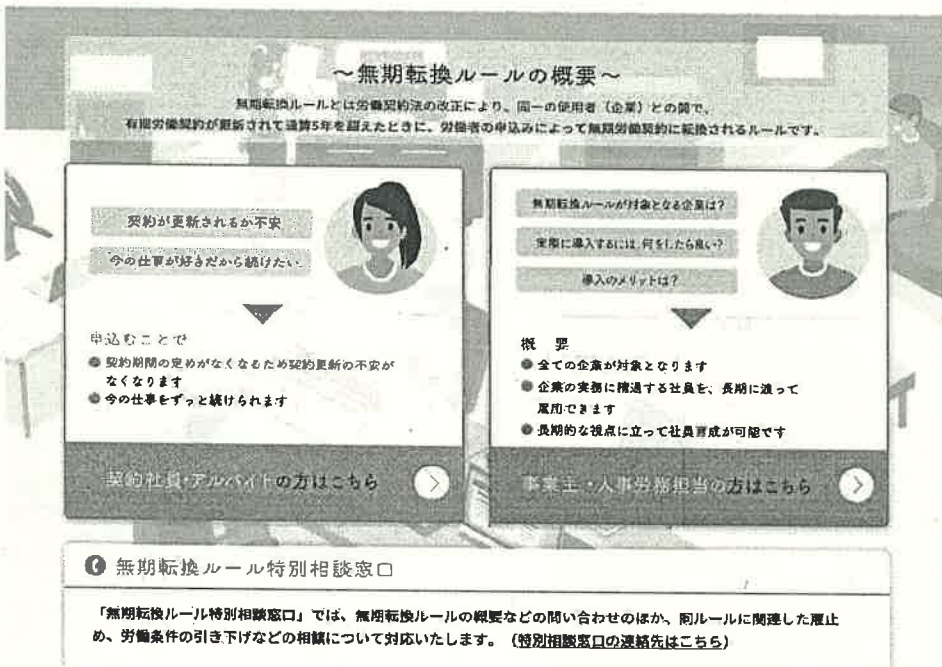 ～無期転換ルールの概要～
無期転換ルールとは労働契約法の改正により、同一の使用者（企業）との間で、
有期労働契約が更新されて通算5年を超えたときに、労働者の申込みによって無期労働契約に転換されるルールです。
契約が更新されるか不安
今の仕事が好きだから続けたい
申込むことで
● 契約期間の定めがなくなるため契約更新の不安が
なくなります
● 今の仕事をずっと続けられます
契約社員・アルバイトの方はこちら
無期転換ルールが対象となる企業は？
実際に導入するには、何をしたら良い？
導入のメリットは？
概　要
● 全ての企業が対象となります
● 企業の実務に精通する社員を、長期に渡って
雇用できます
● 長期的な視点に立って社員育成が可能です
事業主・人事労務担当の方はこちら
無期転換ルール特別相談窓口
「無期転換ルール特別相談窓口」では、無期転換ルールの概要などの問い合わせのほか、同ルールに関連した雇止
め、労働条件の引き下げなどの相談について対応いたします。（特別相談窓口の連絡先はこちら）